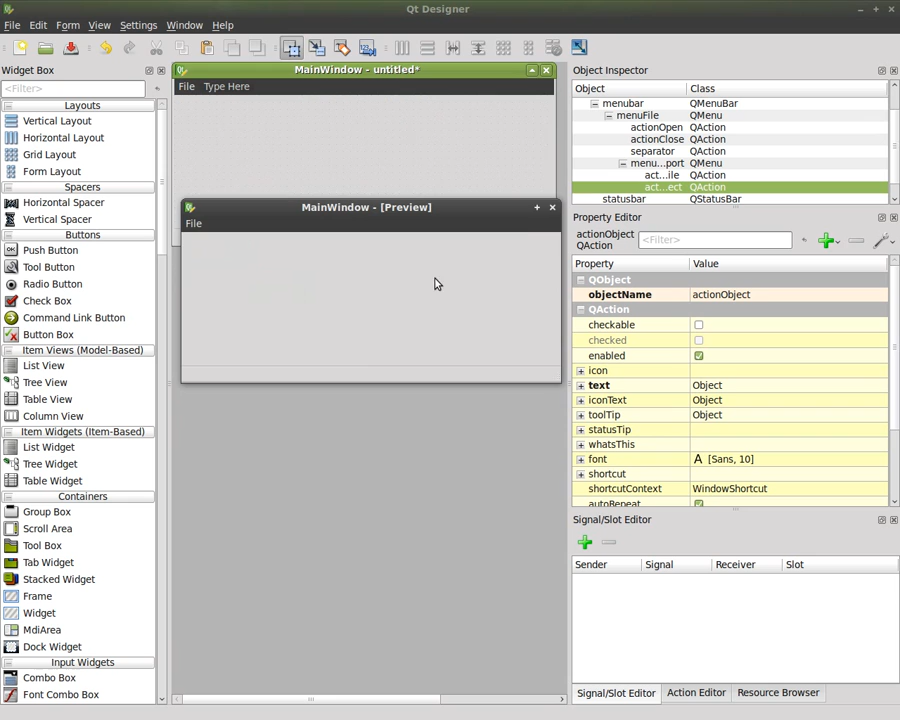 Qt Designer
File Edit Form View Settings Window Help
Widget Box
<Filter>
Layouts
Vertical Layout
Horizontal Layout
Grid Layout
Form Layout
Spacers
Horizontal Spacer
Vertical Spacer
Buttons
OK Push Button
Tool Button
Radio Button
Check Box
Command Link Button
Button Box
Item Views (Model-Based)
List View
Tree View
Table View
Column View
Item Widgets (Item-Based)
List Widget
Tree Widget
Table Widget
Containers
Group Box
Scroll Area
Tool Box
Tab Widget
Stacked Widget
Frame
Widget
MdiArea
Dock Widget
Input Widgets
Combo Box
Font Combo Box
MainWindow - untitled*
File Type Here
MainWindow - [Preview]
File
Object Inspector
Object Class
menubar QMenuBar
menuFile QMenu
actionOpen QAction
actionClose QAction
separator QAction
menu...port QMenu
act...ile QAction
act...ect QAction
statusbar QStatusBar
Property Editor
actionObject
QAction
<Filter>
Property Value
QObject
objectName actionObject
QAction
checkable
checked
enabled
icon
text Object
iconText Object
toolTip Object
statusTip
whatsThis
font A [Sans, 10]
shortcut
shortcutContext WindowShortcut
autoRepeat
Signal/Slot Editor
Sender Signal Receiver Slot
Signal/Slot Editor Action Editor Resource Browser